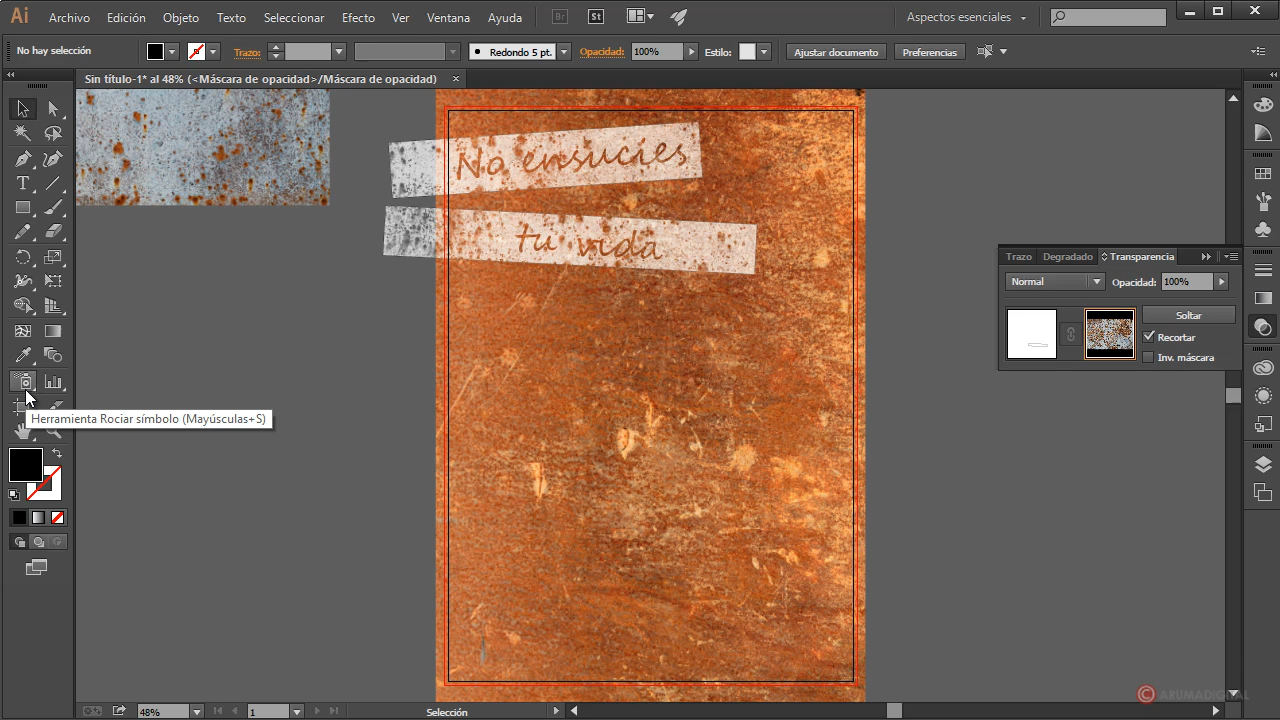 Ai Archivo Edición Objeto Texto Seleccionar Efecto Ver Ventana Ayuda Br St Aspectos esenciales
No hay selección Trazo: Redondo 5 pt. Opacidad: 100% Estilo: Ajustar documento Preferencias
Sin título-1* al 48% (<Máscara de opacidad>/Máscara de opacidad) ×
No ensucies
tu vida
Trazo Degradado Transparencia
Normal Opacidad: 100%
Soltar
Recortar
Inv. máscara
Herramienta Rociar símbolo (Mayúsculas+S)
© ARUMADIGITAL
48% 1 Selección